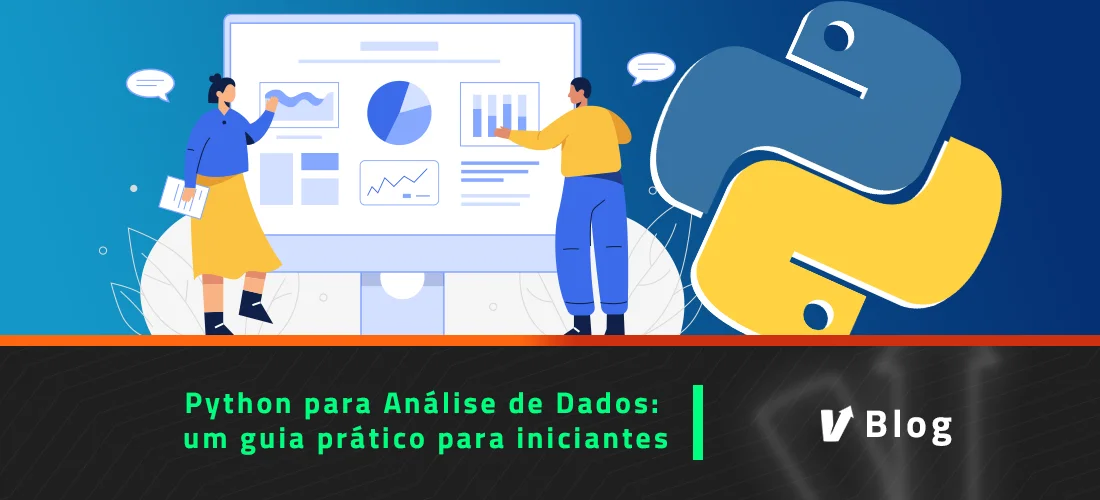 Python para Análise de Dados:
um guia prático para iniciantes
V Blog